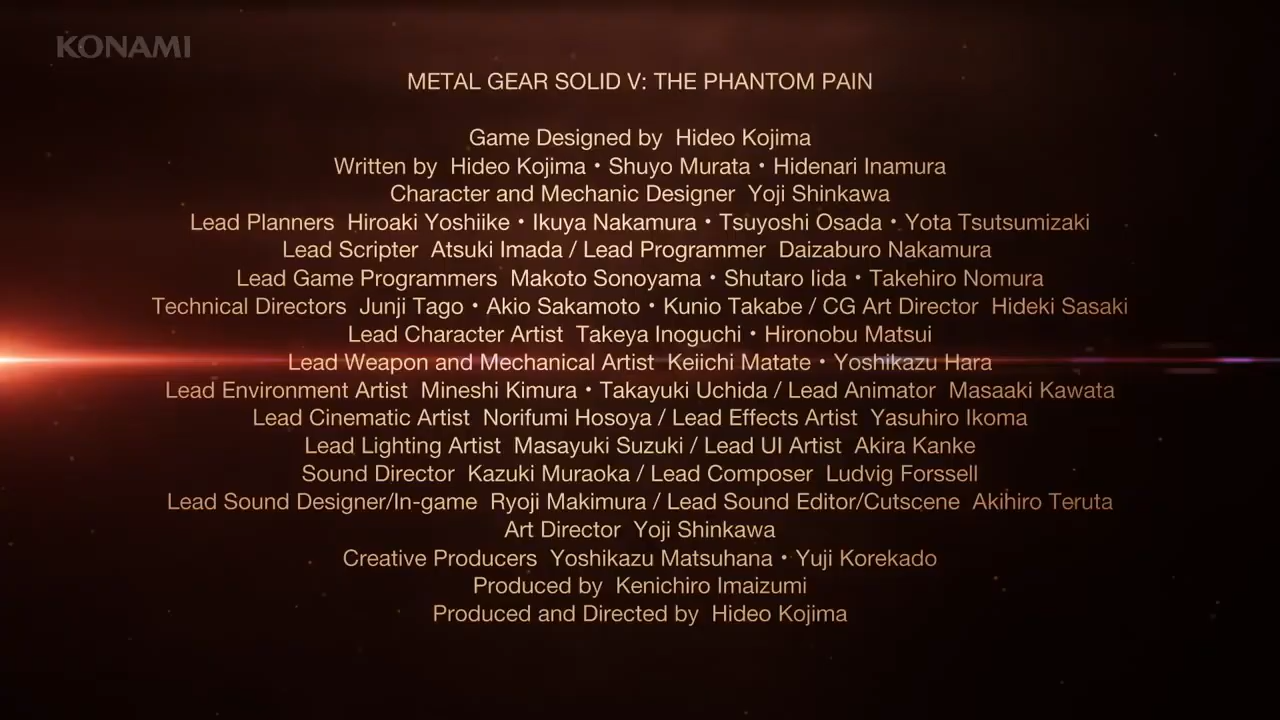 KONAMI
METAL GEAR SOLID V: THE PHANTOM PAIN
Game Designed by Hideo Kojima
Written by Hideo Kojima・Shuyo Murata・Hidenari Inamura
Character and Mechanic Designer Yoji Shinkawa
Lead Planners Hiroaki Yoshiike・Ikuya Nakamura・Tsuyoshi Osada・Yota Tsutsumizaki
Lead Scripter Atsuki Imada / Lead Programmer Daizaburo Nakamura
Lead Game Programmers Makoto Sonoyama・Shutaro Iida・Takehiro Nomura
Technical Directors Junji Tago・Akio Sakamoto・Kunio Takabe / CG Art Director Hideki Sasaki
Lead Character Artist Takeya Inoguchi・Hironobu Matsui
Lead Weapon and Mechanical Artist Keiichi Matate・Yoshikazu Hara
Lead Environment Artist Mineshi Kimura・Takayuki Uchida / Lead Animator Masaaki Kawata
Lead Cinematic Artist Norifumi Hosoya / Lead Effects Artist Yasuhiro Ikoma
Lead Lighting Artist Masayuki Suzuki / Lead UI Artist Akira Kanke
Sound Director Kazuki Muraoka / Lead Composer Ludvig Forssell
Lead Sound Designer/In-game Ryoji Makimura / Lead Sound Editor/Cutscene Akihiro Teruta
Art Director Yoji Shinkawa
Creative Producers Yoshikazu Matsuhana・Yuji Korekado
Produced by Kenichiro Imaizumi
Produced and Directed by Hideo Kojima